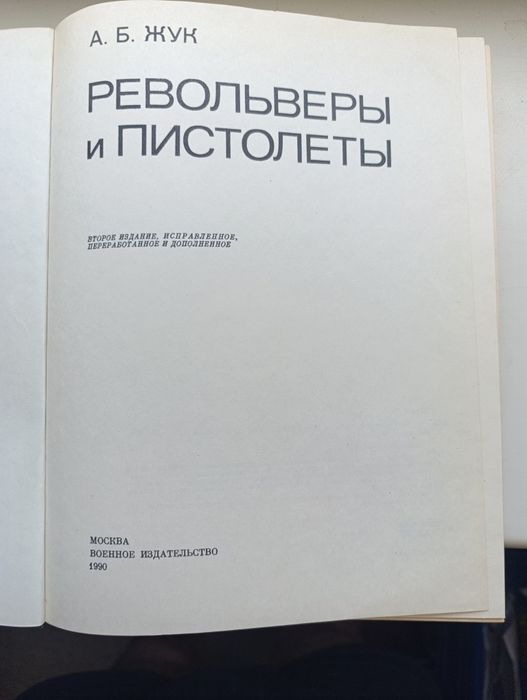 А. Б. ЖУК
РЕВОЛЬВЕРЫ
и ПИСТОЛЕТЫ
ВТОРОЕ ИЗДАНИЕ, ИСПРАВЛЕННОЕ,
ПЕРЕРАБОТАННОЕ И ДОПОЛНЕННОЕ
МОСКВА
ВОЕННОЕ ИЗДАТЕЛЬСТВО
1990